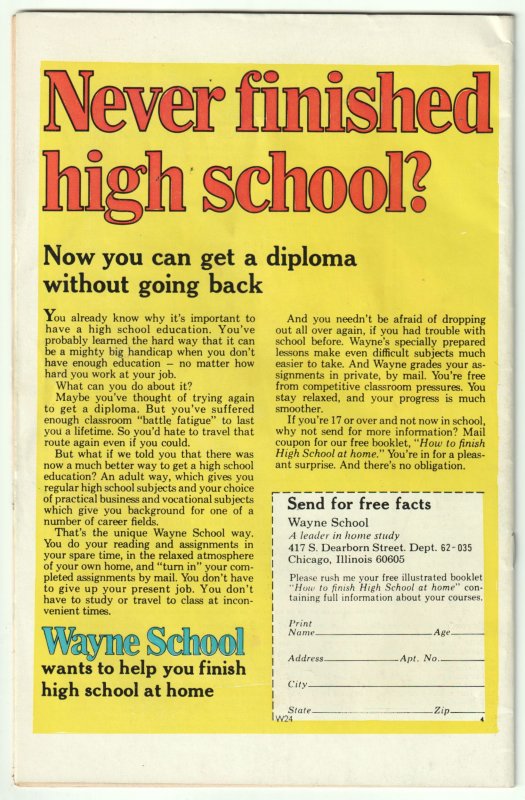 Never finished
high school?
Now you can get a diploma
without going back
You already know why it's important to
have a high school education. You've
probably learned the hard way that it can
be a mighty big handicap when you don't
have enough education – no matter how
hard you work at your job.
What can you do about it?
Maybe you've thought of trying again
to get a diploma. But you've suffered
enough classroom "battle fatigue" to last
you a lifetime. So you'd hate to travel that
route again even if you could.
But what if we told you that there was
now a much better way to get a high school
education? An adult way, which gives you
regular high school subjects and your choice
of practical business and vocational subjects
which give you background for one of a
number of career fields.
That's the unique Wayne School way.
You do your reading and assignments in
your spare time, in the relaxed atmosphere
of your own home, and "turn in" your com-
pleted assignments by mail. You don't have
to give up your present job. You don't
have to study or travel to class at incon-
venient times.
Wayne School
wants to help you finish
high school at home
And you needn't be afraid of dropping
out all over again, if you had trouble with
school before. Wayne's specially prepared
lessons make even difficult subjects much
easier to take. And Wayne grades your as-
signments in private, by mail. You're free
from competitive classroom pressures. You
stay relaxed, and your progress is much
smoother.
If you're 17 or over and not now in school,
why not send for more information? Mail
coupon for our free booklet, "How to finish
High School at home." You're in for a pleas-
ant surprise. And there's no obligation.
Send for free facts
Wayne School
A leader in home study
417 S. Dearborn Street. Dept. 62-035
Chicago, Illinois 60605
Please rush me your free illustrated booklet
"How to finish High School at home" con-
taining full information about your courses.
Print
Name Age
Address Apt. No.
City
State Zip
W24 4